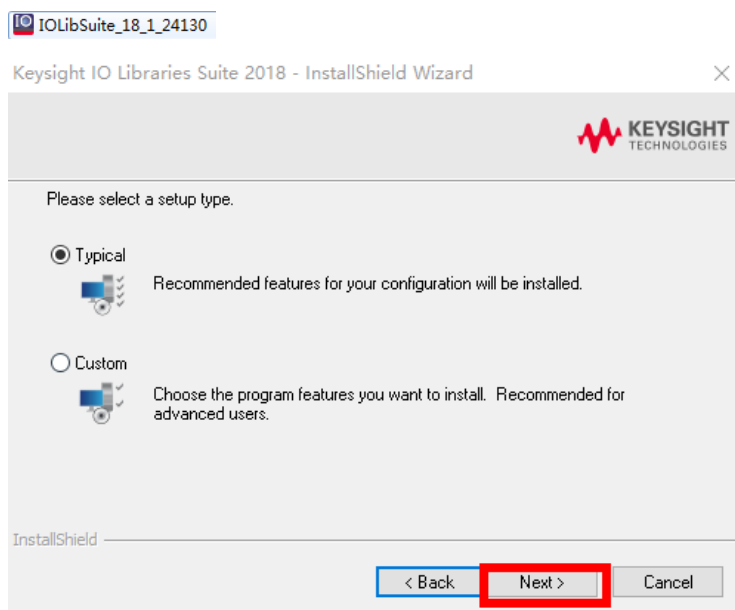 IO IOLibSuite_18_1_24130
Keysight IO Libraries Suite 2018 - InstallShield Wizard
KEYSIGHT
TECHNOLOGIES
Please select a setup type.
Typical
Recommended features for your configuration will be installed.
Custom
Choose the program features you want to install. Recommended for
advanced users.
InstallShield
< Back Next > Cancel